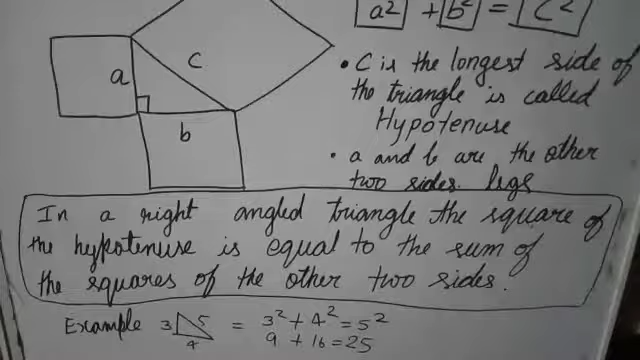 a² + b² = c²
a
c
b
• C is the longest side of
the triangle is called
Hypotenuse
• a and b are the other
two sides. legs
In a right angled triangle the square of
the hypotenuse is equal to the sum of
the squares of the other two sides.
Example 3 5 4 = 3² + 4² = 5²
9 + 16 = 25